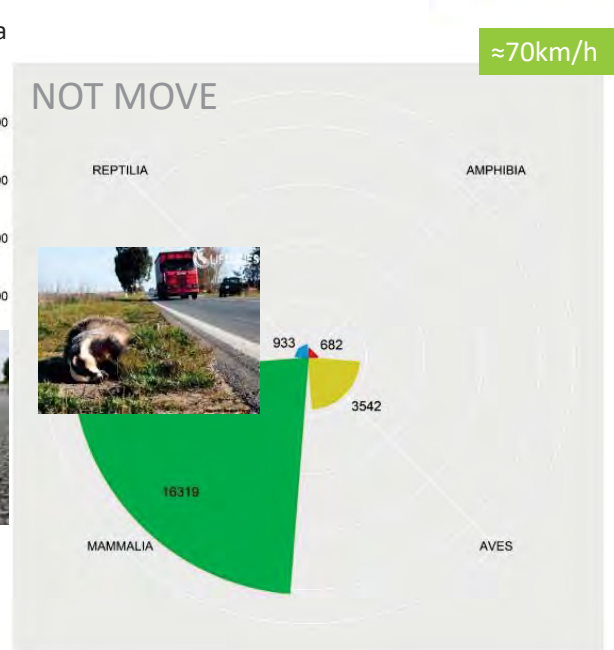 a
≈70km/h
NOT MOVE
REPTILIA
AMPHIBIA
933
682
3542
16319
MAMMALIA
AVES